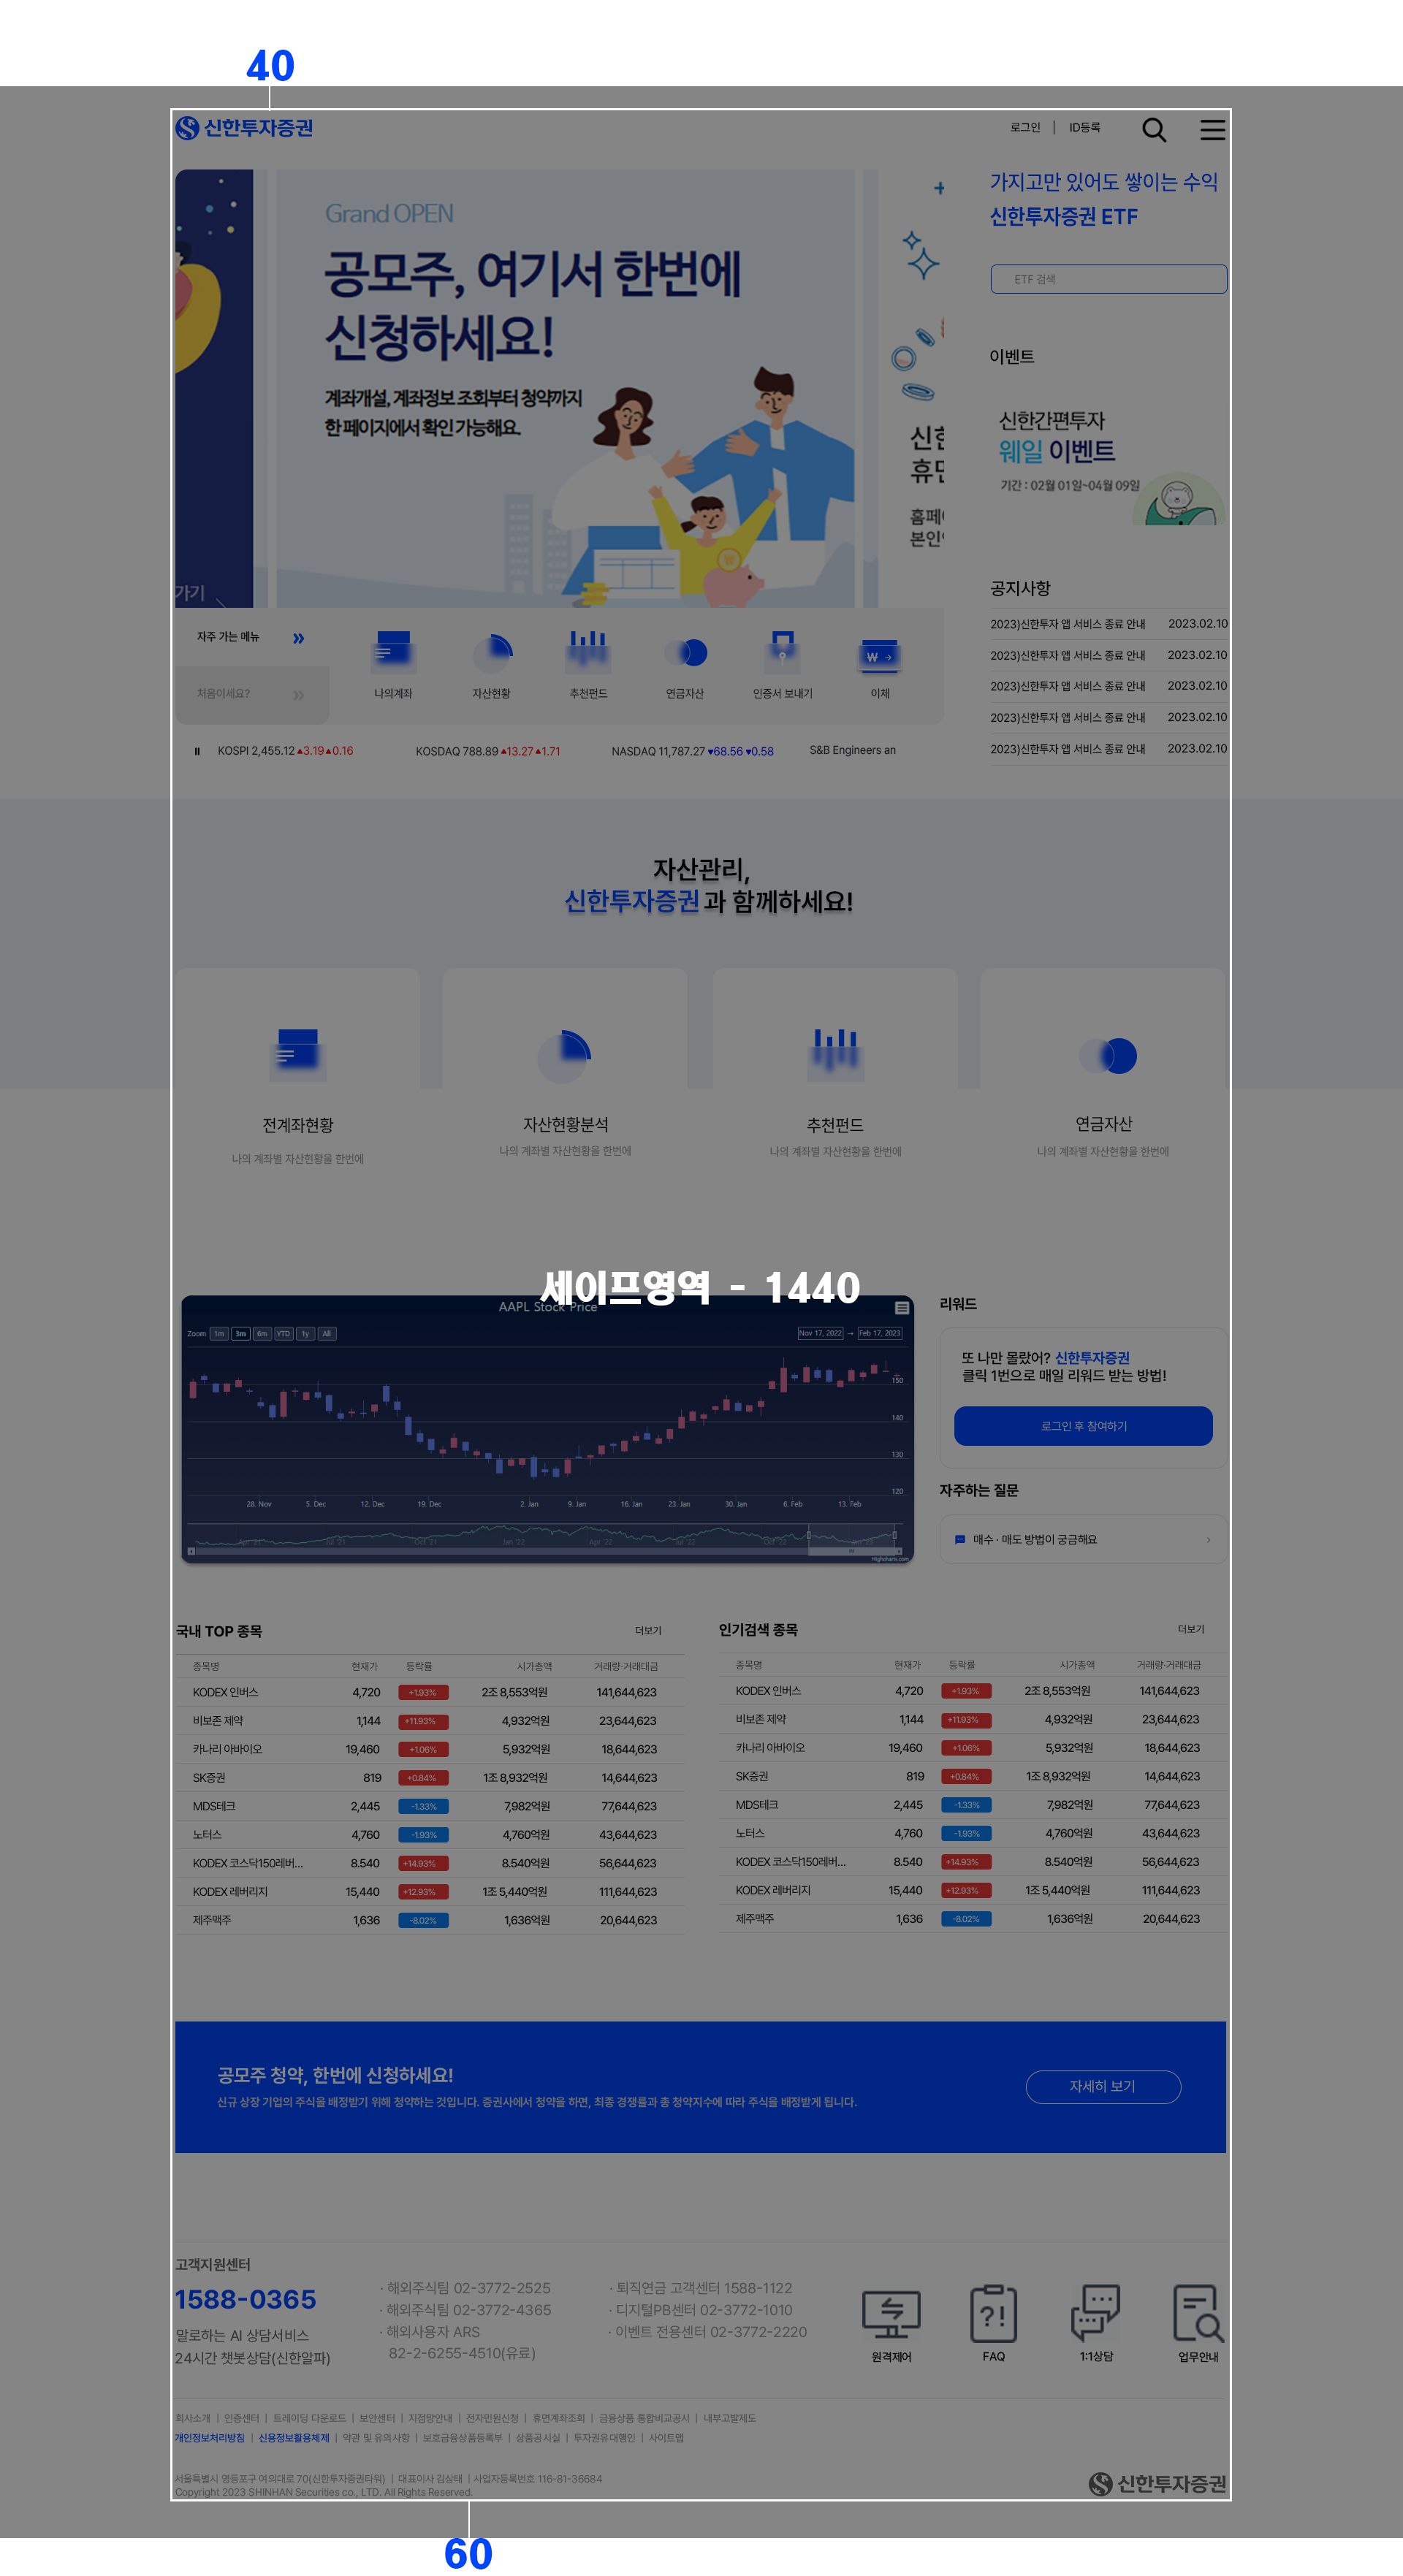 40
신한투자증권
로그인 | ID등록
Grand OPEN
공모주, 여기서 한번에
신청하세요!
계좌개설, 계좌정보 조회부터 청약까지
한 페이지에서 확인 가능해요.
가기
신한
휴면
홈페이
본인인
가지고만 있어도 쌓이는 수익
신한투자증권 ETF
ETF 검색
이벤트
신한간편투자
웨일 이벤트
기간 : 02월 01일~04월 09일
공지사항
2023)신한투자 앱 서비스 종료 안내 2023.02.10
2023)신한투자 앱 서비스 종료 안내 2023.02.10
2023)신한투자 앱 서비스 종료 안내 2023.02.10
2023)신한투자 앱 서비스 종료 안내 2023.02.10
2023)신한투자 앱 서비스 종료 안내 2023.02.10
자주 가는 메뉴 »
처음이세요? »
나의계좌 자산현황 추천펀드 연금자산 인증서 보내기 이체
KOSPI 2,455.12▲3.19▲0.16 KOSDAQ 788.89▲13.27▲1.71 NASDAQ 11,787.27▼68.56▼0.58 S&B Engineers an
자산관리,
신한투자증권과 함께하세요!
전계좌현황
나의 계좌별 자산현황을 한번에
자산현황분석
나의 계좌별 자산현황을 한번에
추천펀드
나의 계좌별 자산현황을 한번에
연금자산
나의 계좌별 자산현황을 한번에
세이프영역 - 1440
AAPL Stock Price
Zoom 1m 3m 6m YTD 1y All
Nov 17, 2022 → Feb 17, 2023
150
140
130
120
28. Nov 5. Dec 12. Dec 19. Dec 2. Jan 9. Jan 16. Jan 23. Jan 30. Jan 6. Feb 13. Feb
Apr '21 Jul '21 Oct '21 Jan '22 Apr '22 Jul '22 Oct '22 Jan '23
Highcharts.com
리워드
또 나만 몰랐어? 신한투자증권
클릭 1번으로 매일 리워드 받는 방법!
로그인 후 참여하기
자주하는 질문
매수 · 매도 방법이 궁금해요 >
국내 TOP 종목 더보기
종목명 현재가 등락률 시가총액 거래량·거래대금
KODEX 인버스 4,720 +1.93% 2조 8,553억원 141,644,623
비보존 제약 1,144 +11.93% 4,932억원 23,644,623
카나리 아바이오 19,460 +1.06% 5,932억원 18,644,623
SK증권 819 +0.84% 1조 8,932억원 14,644,623
MDS테크 2,445 -1.33% 7,982억원 77,644,623
노터스 4,760 -1.93% 4,760억원 43,644,623
KODEX 코스닥150레버... 8.540 +14.93% 8.540억원 56,644,623
KODEX 레버리지 15,440 +12.93% 1조 5,440억원 111,644,623
제주맥주 1,636 -8.02% 1,636억원 20,644,623
인기검색 종목 더보기
종목명 현재가 등락률 시가총액 거래량·거래대금
KODEX 인버스 4,720 +1.93% 2조 8,553억원 141,644,623
비보존 제약 1,144 +11.93% 4,932억원 23,644,623
카나리 아바이오 19,460 +1.06% 5,932억원 18,644,623
SK증권 819 +0.84% 1조 8,932억원 14,644,623
MDS테크 2,445 -1.33% 7,982억원 77,644,623
노터스 4,760 -1.93% 4,760억원 43,644,623
KODEX 코스닥150레버... 8.540 +14.93% 8.540억원 56,644,623
KODEX 레버리지 15,440 +12.93% 1조 5,440억원 111,644,623
제주맥주 1,636 -8.02% 1,636억원 20,644,623
공모주 청약, 한번에 신청하세요!
신규 상장 기업의 주식을 배정받기 위해 청약하는 것입니다. 증권사에서 청약을 하면, 최종 경쟁률과 총 청약지수에 따라 주식을 배정받게 됩니다.
자세히 보기
고객지원센터
1588-0365
말로하는 AI 상담서비스
24시간 챗봇상담(신한알파)
· 해외주식팀 02-3772-2525
· 해외주식팀 02-3772-4365
· 해외사용자 ARS
82-2-6255-4510(유료)
· 퇴직연금 고객센터 1588-1122
· 디지털PB센터 02-3772-1010
· 이벤트 전용센터 02-3772-2220
원격제어 FAQ 1:1상담 업무안내
회사소개 | 인증센터 | 트레이딩 다운로드 | 보안센터 | 지점망안내 | 전자민원신청 | 휴면계좌조회 | 금융상품 통합비교공시 | 내부고발제도
개인정보처리방침 | 신용정보활용체제 | 약관 및 유의사항 | 보호금융상품등록부 | 상품공시실 | 투자권유대행인 | 사이트맵
서울특별시 영등포구 여의대로 70(신한투자증권타워) | 대표이사 김상태 | 사업자등록번호 116-81-36684
Copyright 2023 SHINHAN Securities co., LTD. All Rights Reserved.
신한투자증권
60